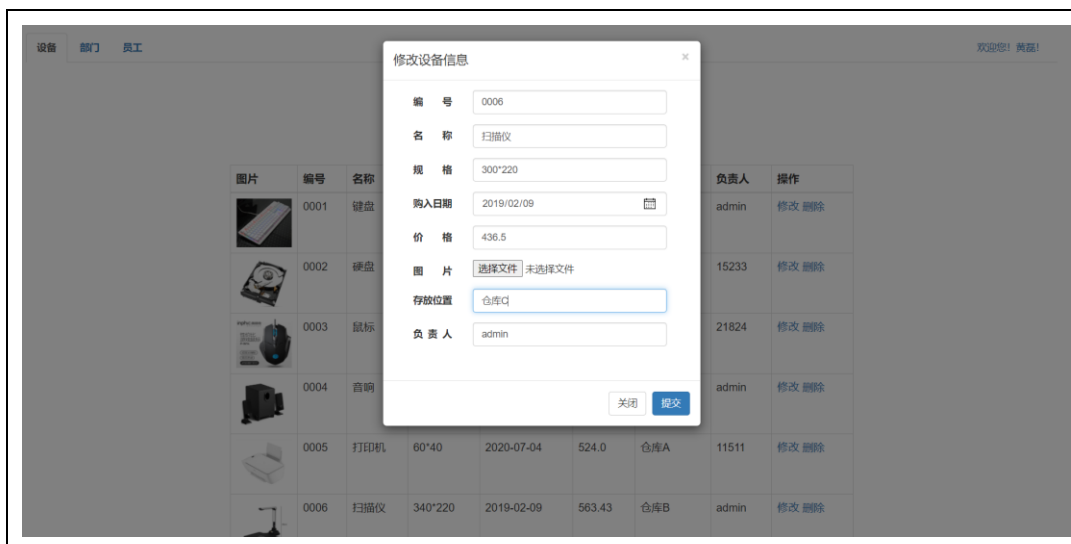 设备 部门 员工
欢迎您! 黄磊!
修改设备信息 ×
编 号 0006
名 称 扫描仪
规 格 300*220
购入日期 2019/02/09
价 格 436.5
图 片 选择文件 未选择文件
存放位置 仓库C
负 责 人 admin
关闭 提交
图片 编号 名称 负责人 操作
0001 键盘 admin 修改 删除
0002 硬盘 15233 修改 删除
0003 鼠标 21824 修改 删除
0004 音响 admin 修改 删除
0005 打印机 60*40 2020-07-04 524.0 仓库A 11511 修改 删除
0006 扫描仪 340*220 2019-02-09 563.43 仓库B admin 修改 删除